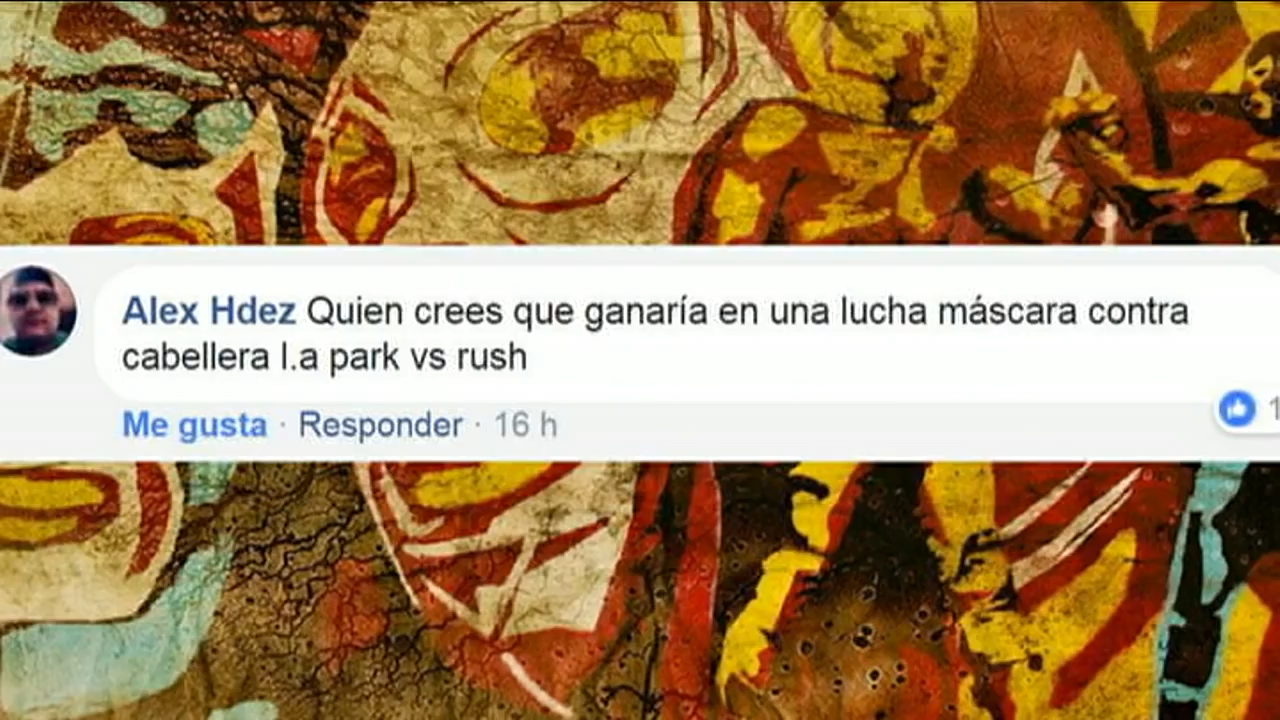 Alex Hdez Quien crees que ganaría en una lucha máscara contra
cabellera l.a park vs rush
Me gusta · Responder · 16 h
1